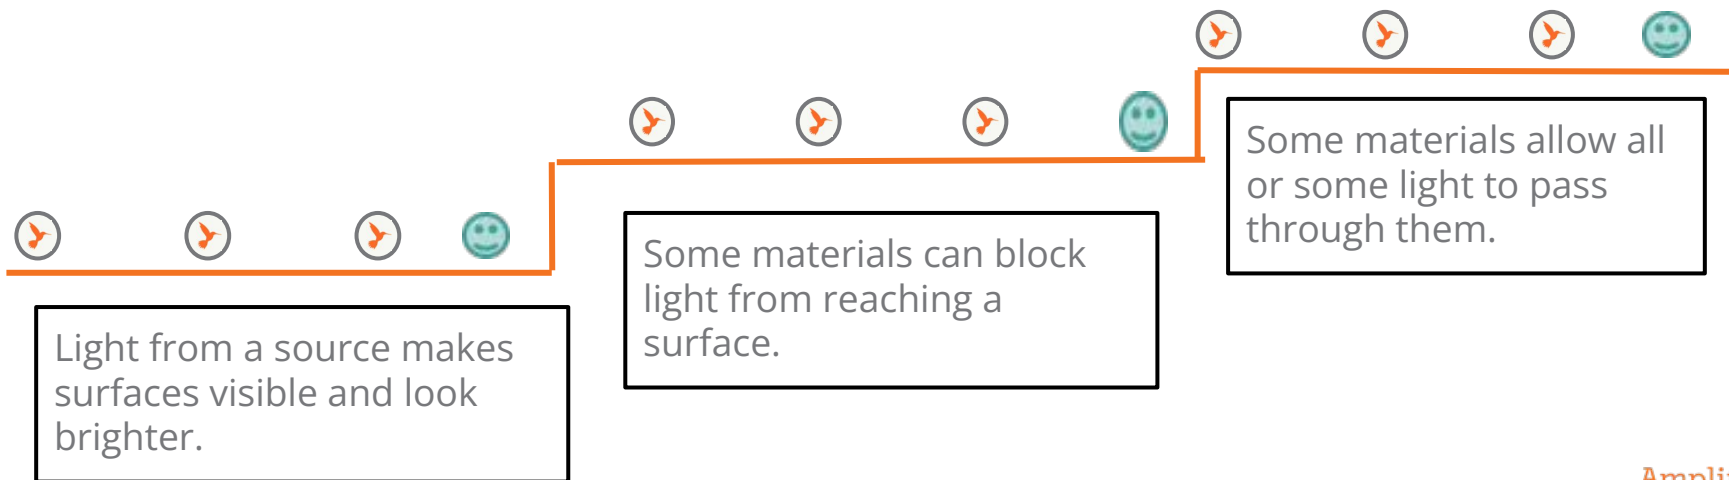 Light from a source makes
surfaces visible and look
brighter.
Some materials can block
light from reaching a
surface.
Some materials allow all
or some light to pass
through them.